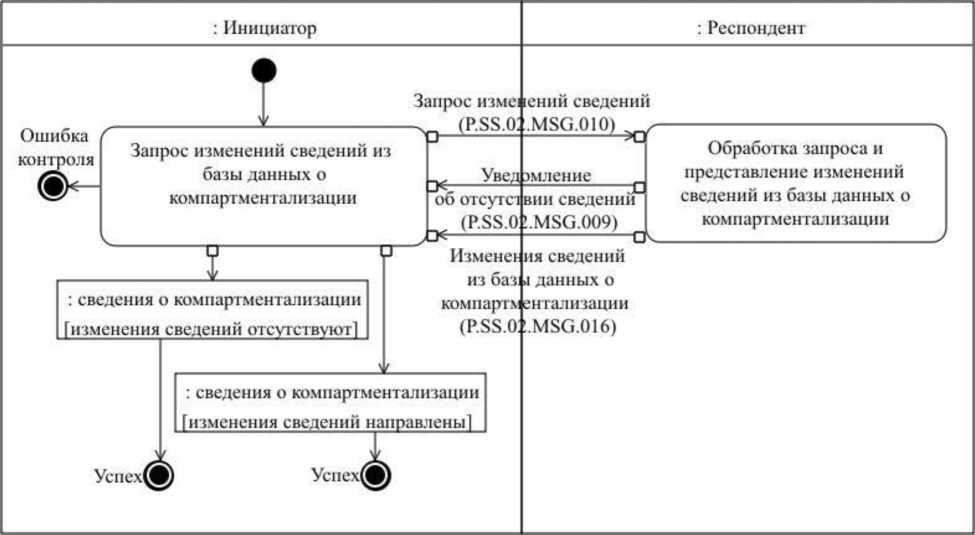 : Инициатор
: Респондент
Запрос изменений сведений
(P.SS.02.MSG.010)
Ошибка
контроля
Запрос изменений сведений из
базы данных о
компартментализации
Уведомление
об отсутствии сведений
(P.SS.02.MSG.009)
Обработка запроса и
представление изменений
сведений из базы данных о
компартментализации
Изменения сведений
из базы данных о
компартментализации
(P.SS.02.MSG.016)
: сведения о компартментализации
[изменения сведений отсутствуют]
: сведения о компартментализации
[изменения сведений направлены]
Успех
Успех